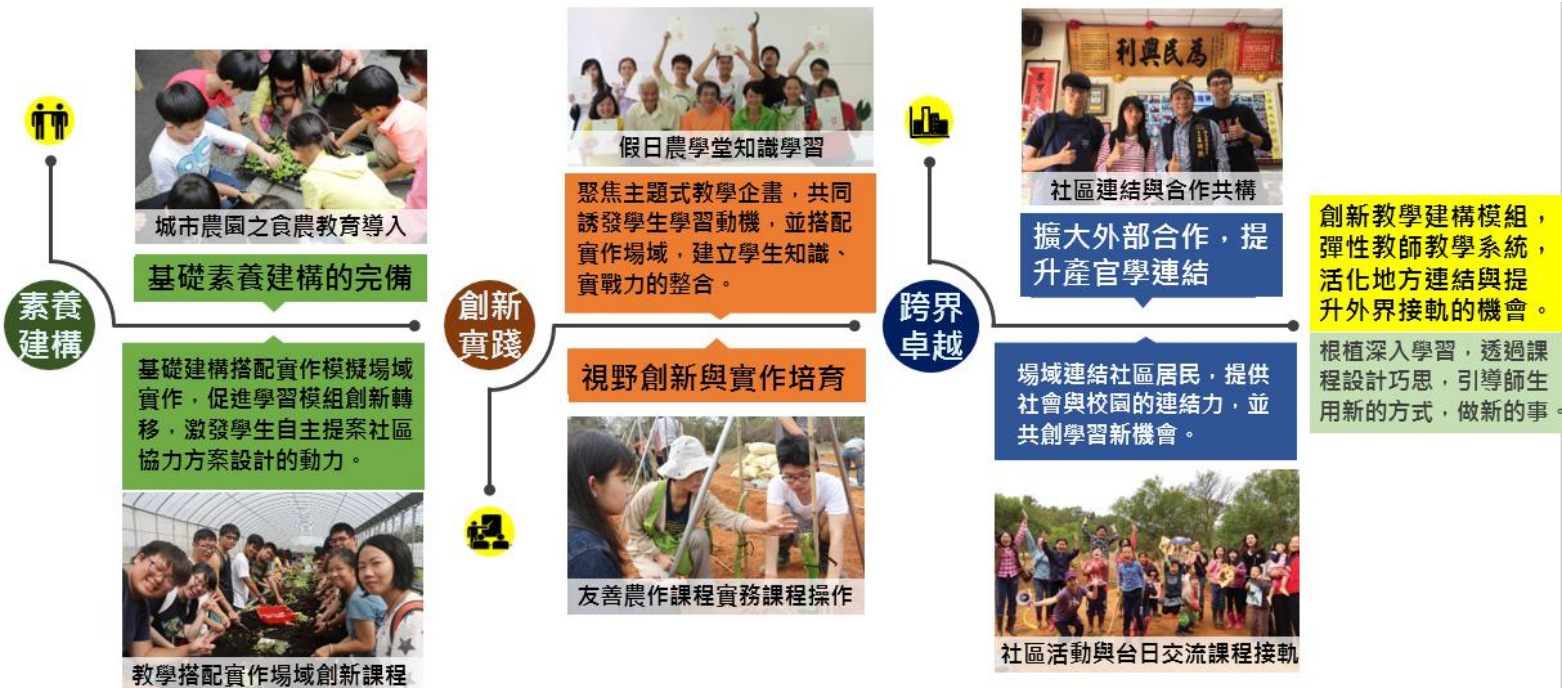 城市農園之食農教育導入
基礎素養建構的完備
素養
建構
基礎建構搭配實作模擬場域
實作，促進學習模組創新轉
移，激發學生自主提案社區
協力方案設計的動力。
教學搭配實作場域創新課程
假日農學堂知識學習
聚焦主題式教學企畫，共同
誘發學生學習動機，並搭配
實作場域，建立學生知識、
實戰力的整合。
創新
實踐
視野創新與實作培育
友善農作課程實務課程操作
利興民為
社區連結與合作共構
擴大外部合作，提
升產官學連結
跨界
卓越
場域連結社區居民，提供
社會與校園的連結力，並
共創學習新機會。
社區活動與台日交流課程接軌
創新教學建構模組，
彈性教師教學系統，
活化地方連結與提
升外界接軌的機會。
根植深入學習，透過課
程設計巧思，引導師生
用新的方式，做新的事。